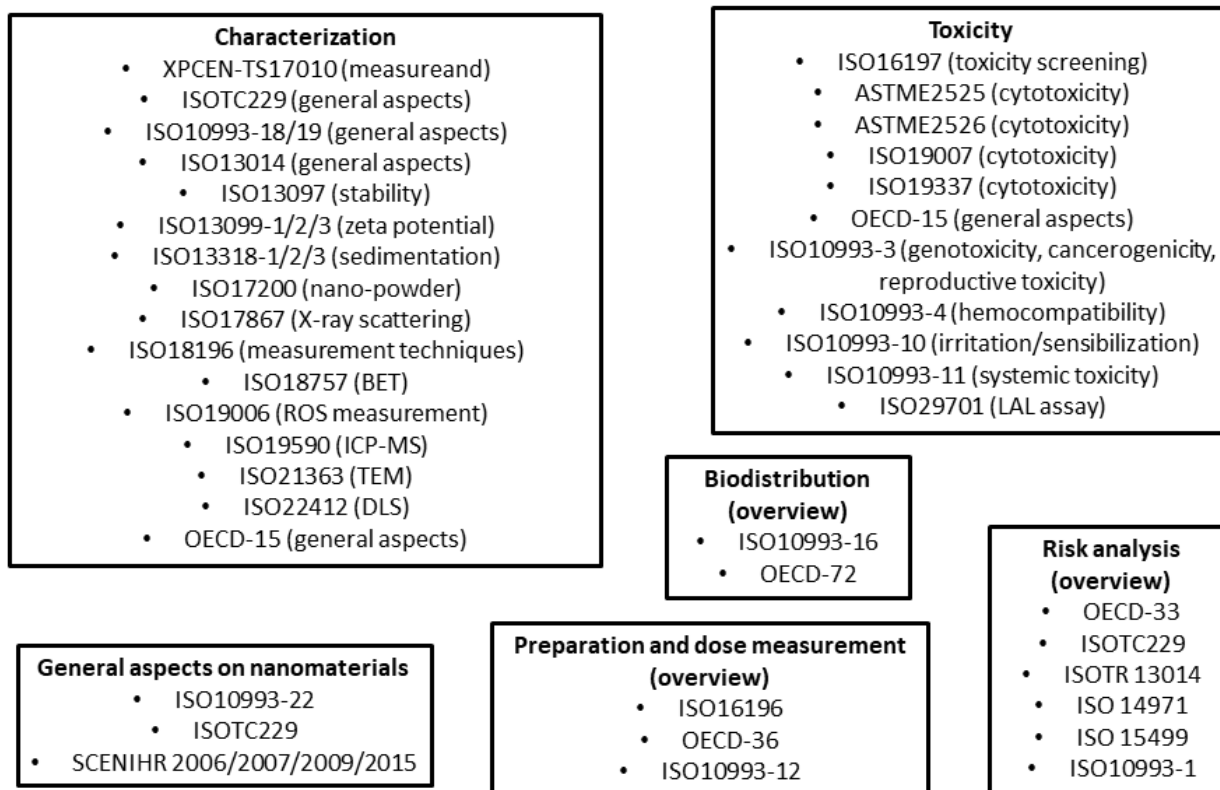 Characterization
• XPCEN-TS17010 (measureand)
• ISOTC229 (general aspects)
• ISO10993-18/19 (general aspects)
• ISO13014 (general aspects)
• ISO13097 (stability)
• ISO13099-1/2/3 (zeta potential)
• ISO13318-1/2/3 (sedimentation)
• ISO17200 (nano-powder)
• ISO17867 (X-ray scattering)
• ISO18196 (measurement techniques)
• ISO18757 (BET)
• ISO19006 (ROS measurement)
• ISO19590 (ICP-MS)
• ISO21363 (TEM)
• ISO22412 (DLS)
• OECD-15 (general aspects)
Toxicity
• ISO16197 (toxicity screening)
• ASTME2525 (cytotoxicity)
• ASTME2526 (cytotoxicity)
• ISO19007 (cytotoxicity)
• ISO19337 (cytotoxicity)
• OECD-15 (general aspects)
• ISO10993-3 (genotoxicity, cancerogenicity,
reproductive toxicity)
• ISO10993-4 (hemocompatibility)
• ISO10993-10 (irritation/sensibilization)
• ISO10993-11 (systemic toxicity)
• ISO29701 (LAL assay)
Biodistribution
(overview)
• ISO10993-16
• OECD-72
Risk analysis
(overview)
• OECD-33
• ISOTC229
• ISOTR 13014
• ISO 14971
• ISO 15499
• ISO10993-1
General aspects on nanomaterials
• ISO10993-22
• ISOTC229
• SCENIHR 2006/2007/2009/2015
Preparation and dose measurement
(overview)
• ISO16196
• OECD-36
• ISO10993-12